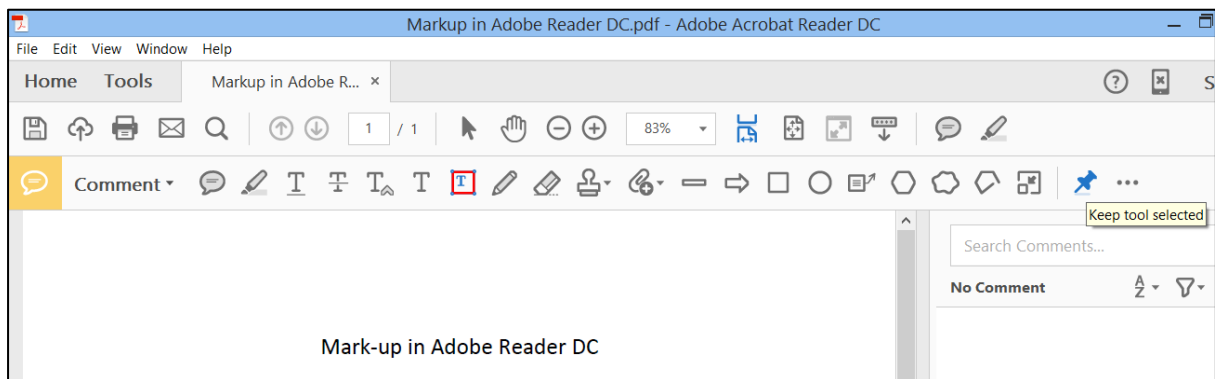 Markup in Adobe Reader DC.pdf - Adobe Acrobat Reader DC
File Edit View Window Help
Home Tools Markup in Adobe R... × ? S
1 / 1 83%
Comment T T T T T
Keep tool selected
Search Comments...
No Comment A Z
Mark-up in Adobe Reader DC